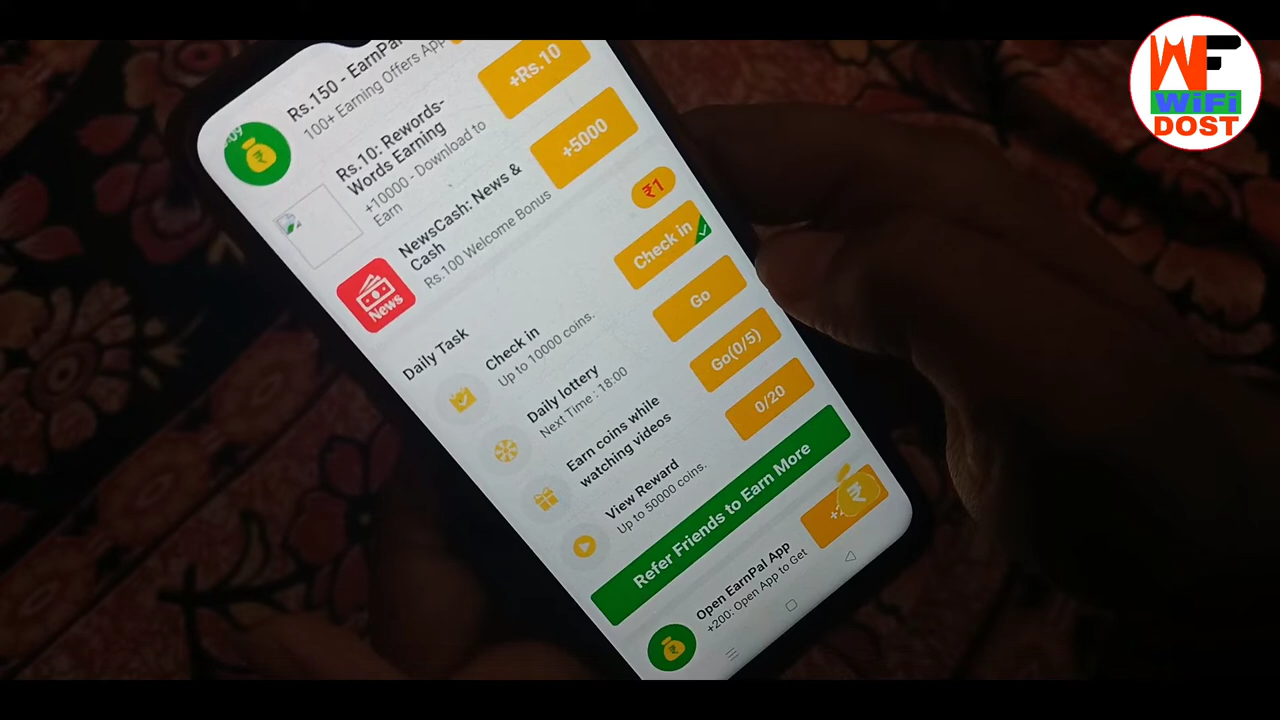 Rs.150 - EarnPal
100+ Earning Offers App
Rs.10: Rewords-
Words Earning
+10000 - Download to
Earn
+Rs.10
NewsCash: News &
Cash
Rs.100 Welcome Bonus
+5000
News
Daily Task
₹1
Check in
Up to 10000 coins.
Check in
Daily lottery
Next Time : 18:00
Go
Earn coins while
watching videos
Go(0/5)
View Reward
Up to 50000 coins.
0/20
Refer Friends to Earn More
Open EarnPal App
+200: Open App to Get
WF
WiFi
DOST